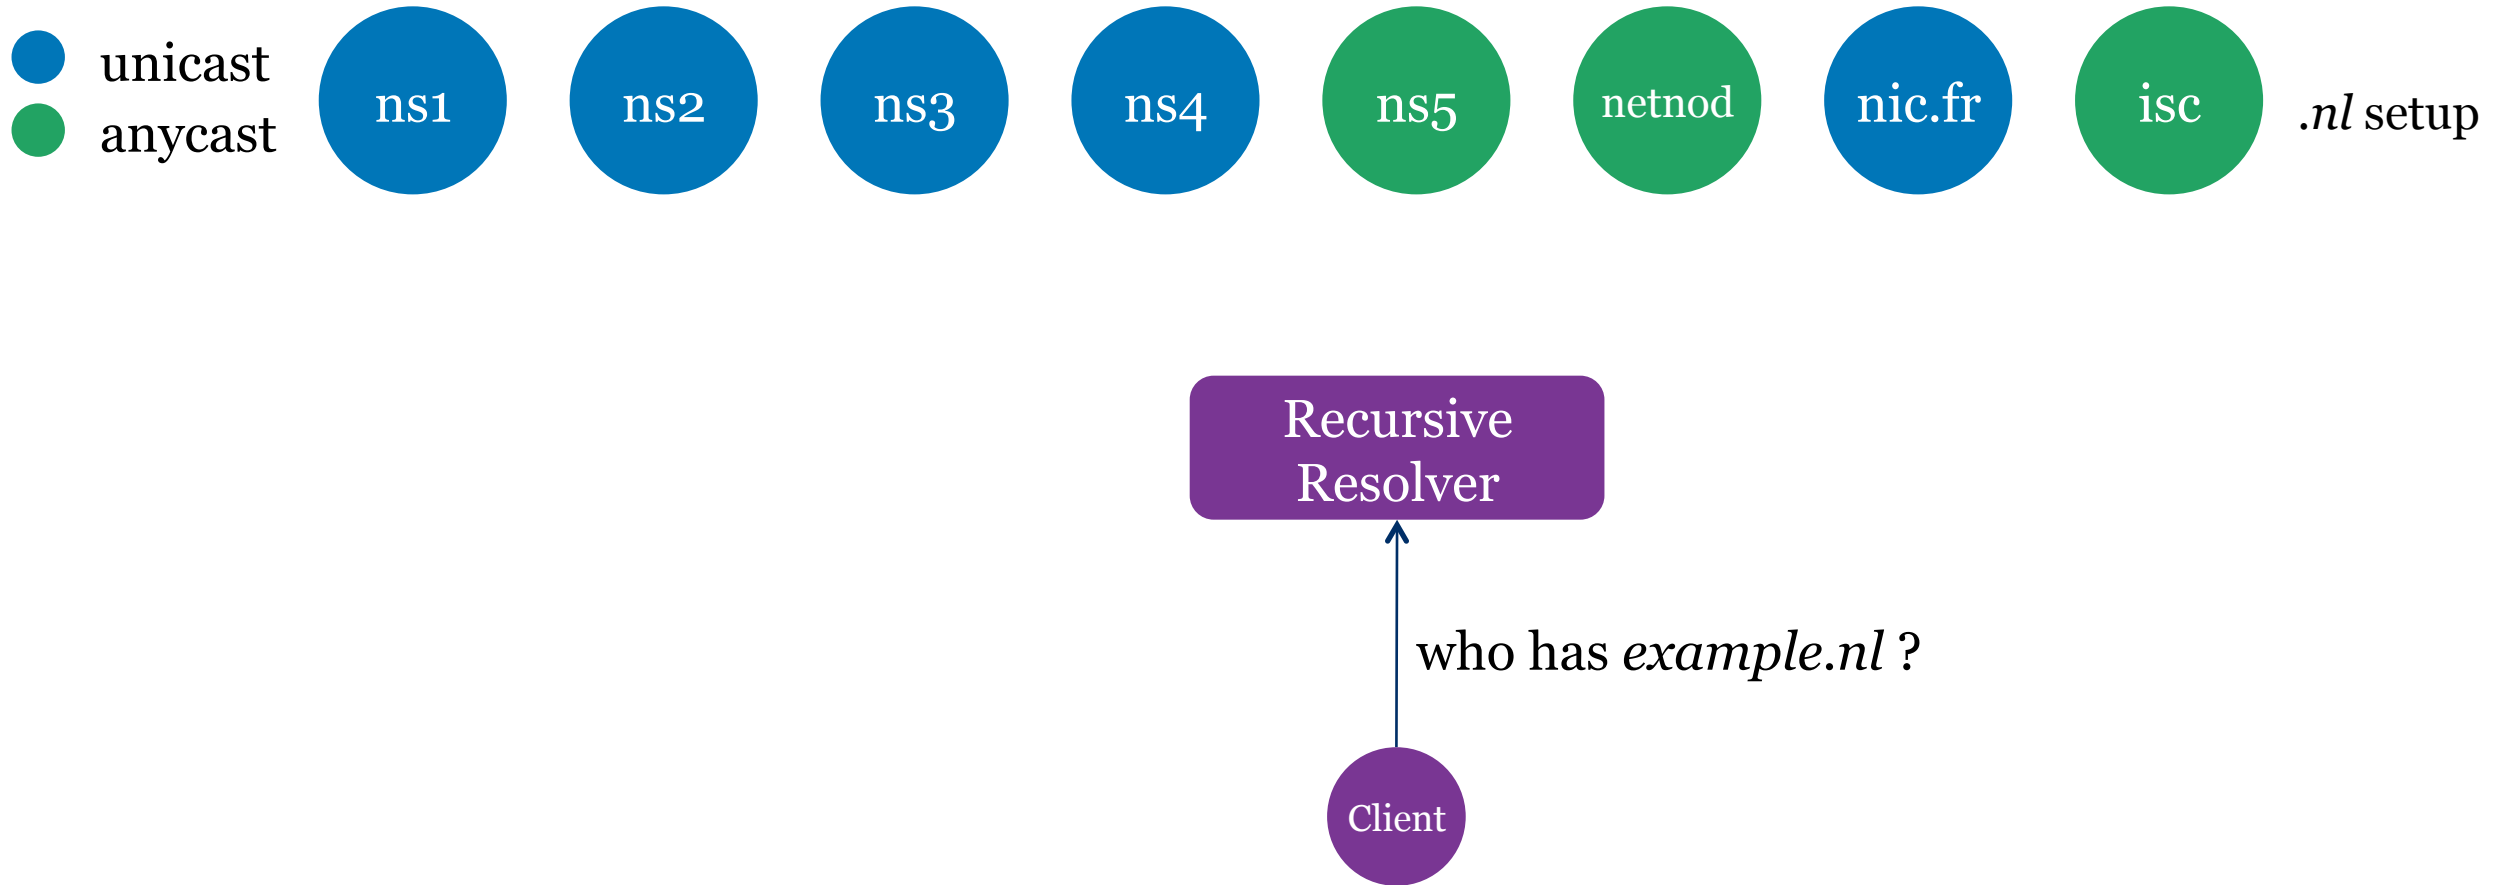 unicast
anycast
ns1
ns2
ns3
ns4
ns5
netnod
nic.fr
isc
.nl setup
Recursive
Resolver
who has example.nl ?
Client